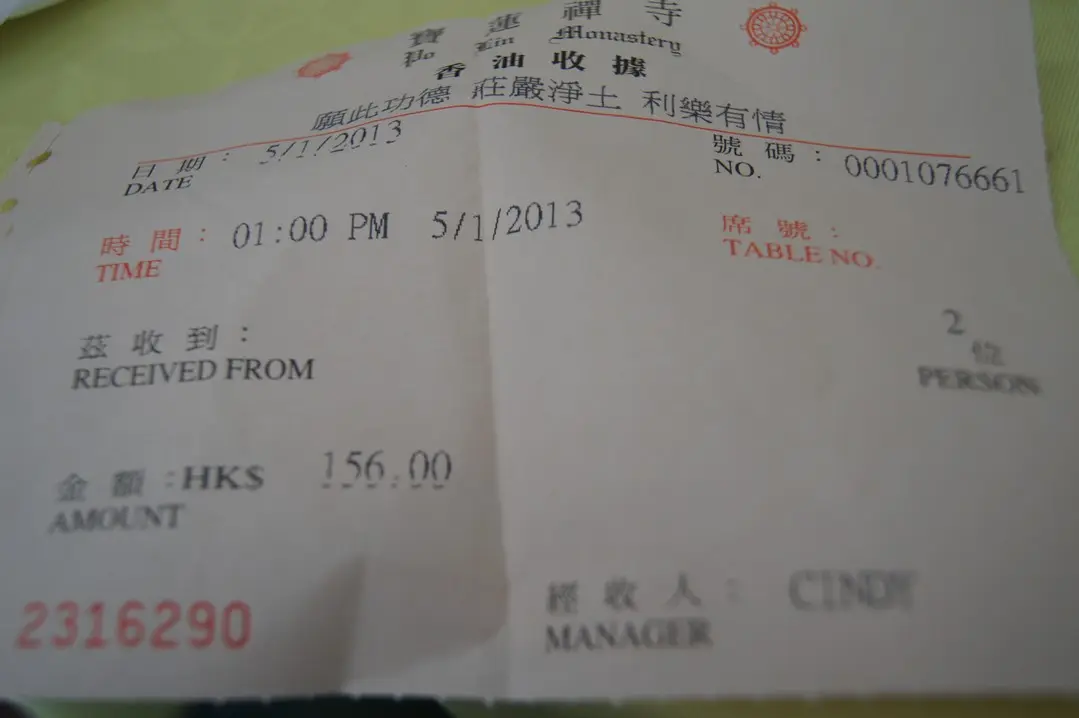 寶蓮禪寺
Po Lin Monastery
香油收據
願此功德 莊嚴淨土 利樂有情
日期： 5/1/2013 號碼： 0001076661
DATE NO.
時間： 01:00 PM 5/1/2013 席號：
TIME TABLE NO.
茲收到： 2 位
RECEIVED FROM PERSON
金額：HK$ 156.00
AMOUNT
經收人： CINDY
MANAGER
2316290